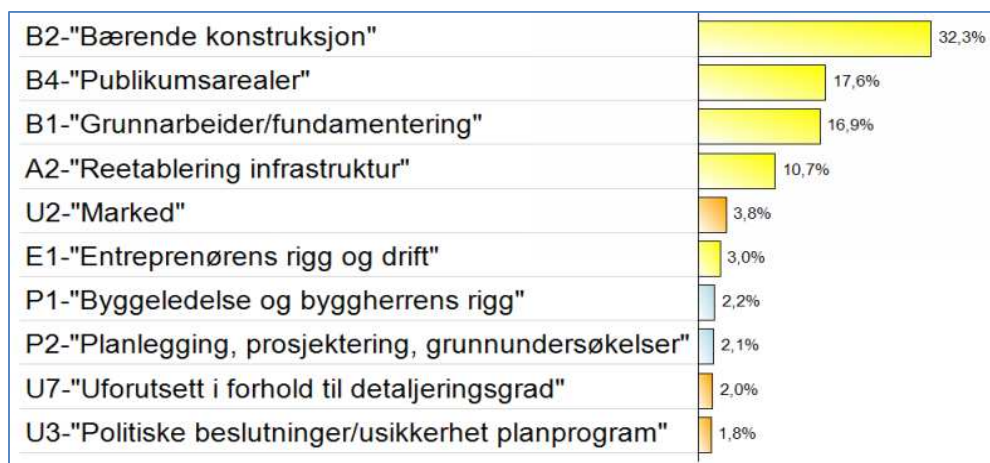 B2-"Bærende konstruksjon" 32,3%
B4-"Publikumsarealer" 17,6%
B1-"Grunnarbeider/fundamentering" 16,9%
A2-"Reetablering infrastruktur" 10,7%
U2-"Marked" 3,8%
E1-"Entreprenørens rigg og drift" 3,0%
P1-"Byggeledelse og byggherrens rigg" 2,2%
P2-"Planlegging, prosjektering, grunnundersøkelser" 2,1%
U7-"Uforutsett i forhold til detaljeringsgrad" 2,0%
U3-"Politiske beslutninger/usikkerhet planprogram" 1,8%